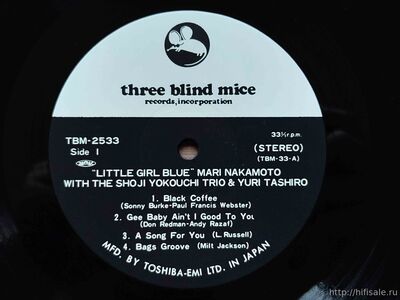 three blind mice
records, incorporation
TBM-2533
Side 1
33⅓ r.p.m.
(STEREO)
(TBM-33-A)
"LITTLE GIRL BLUE" MARI NAKAMOTO
WITH THE SHOJI YOKOUCHI TRIO & YURI TASHIRO
1. Black Coffee
(Sonny Burke-Paul Francis Webster)
2. Gee Baby Ain't I Good To You
(Don Redman-Andy Razaf)
3. A Song For You (L. Russell)
4. Bags Groove (Milt Jackson)
MFD. BY TOSHIBA-EMI LTD. IN JAPAN
http://hifisale.ru